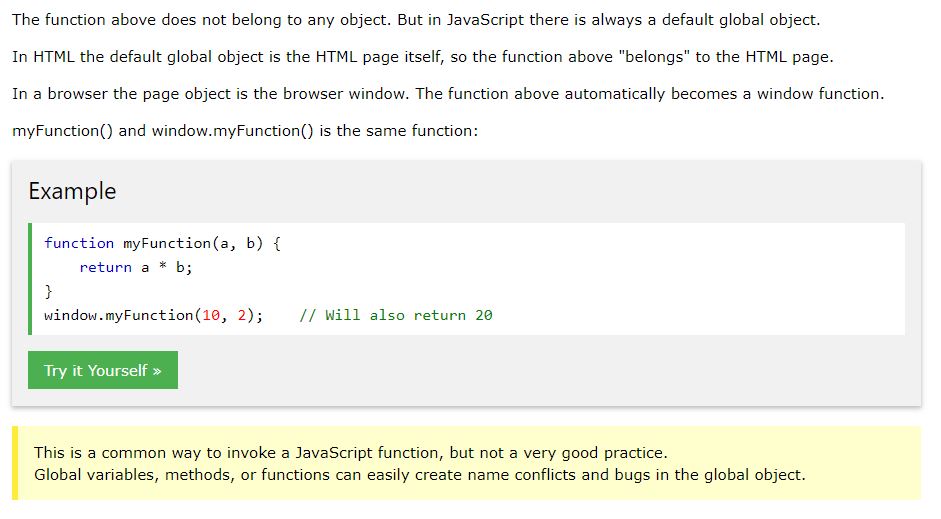 The function above does not belong to any object. But in JavaScript there is always a default global object.
In HTML the default global object is the HTML page itself, so the function above "belongs" to the HTML page.
In a browser the page object is the browser window. The function above automatically becomes a window function.
myFunction() and window.myFunction() is the same function:
Example
function myFunction(a, b) {
    return a * b;
}
window.myFunction(10, 2);    // Will also return 20
Try it Yourself »
This is a common way to invoke a JavaScript function, but not a very good practice.
Global variables, methods, or functions can easily create name conflicts and bugs in the global object.